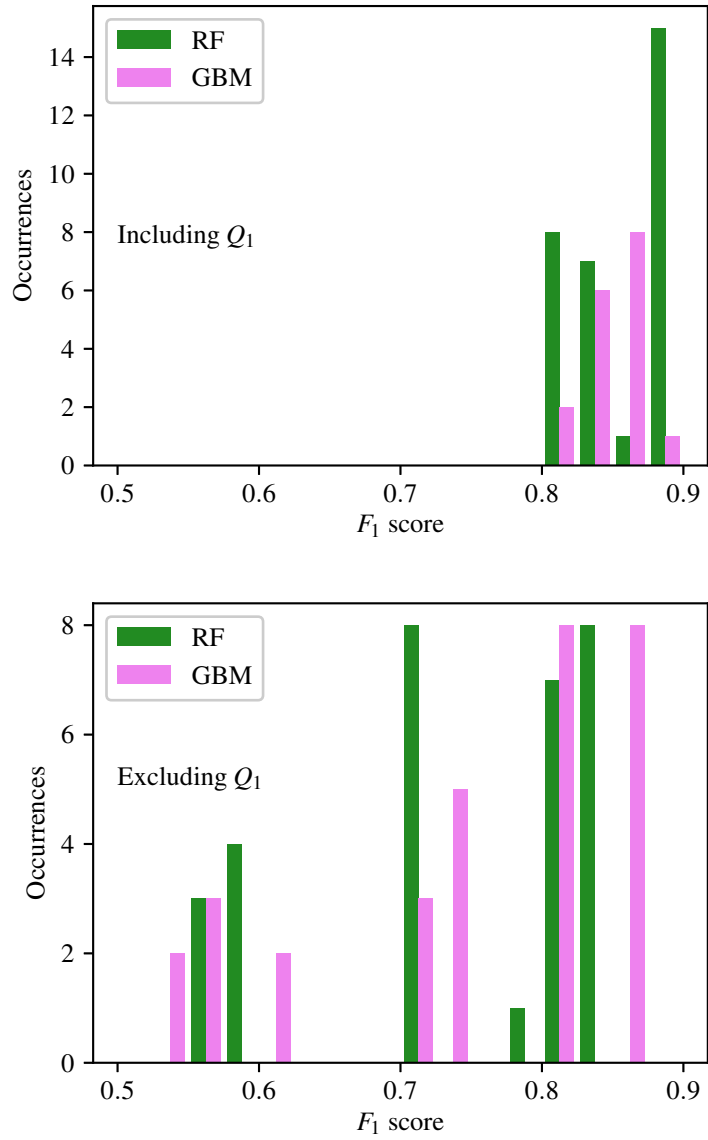 RF
GBM
Including Q₁
Occurrences
14
12
10
8
6
4
2
0
0.5 0.6 0.7 0.8 0.9
F₁ score
RF
GBM
Excluding Q₁
Occurrences
8
6
4
2
0
0.5 0.6 0.7 0.8 0.9
F₁ score